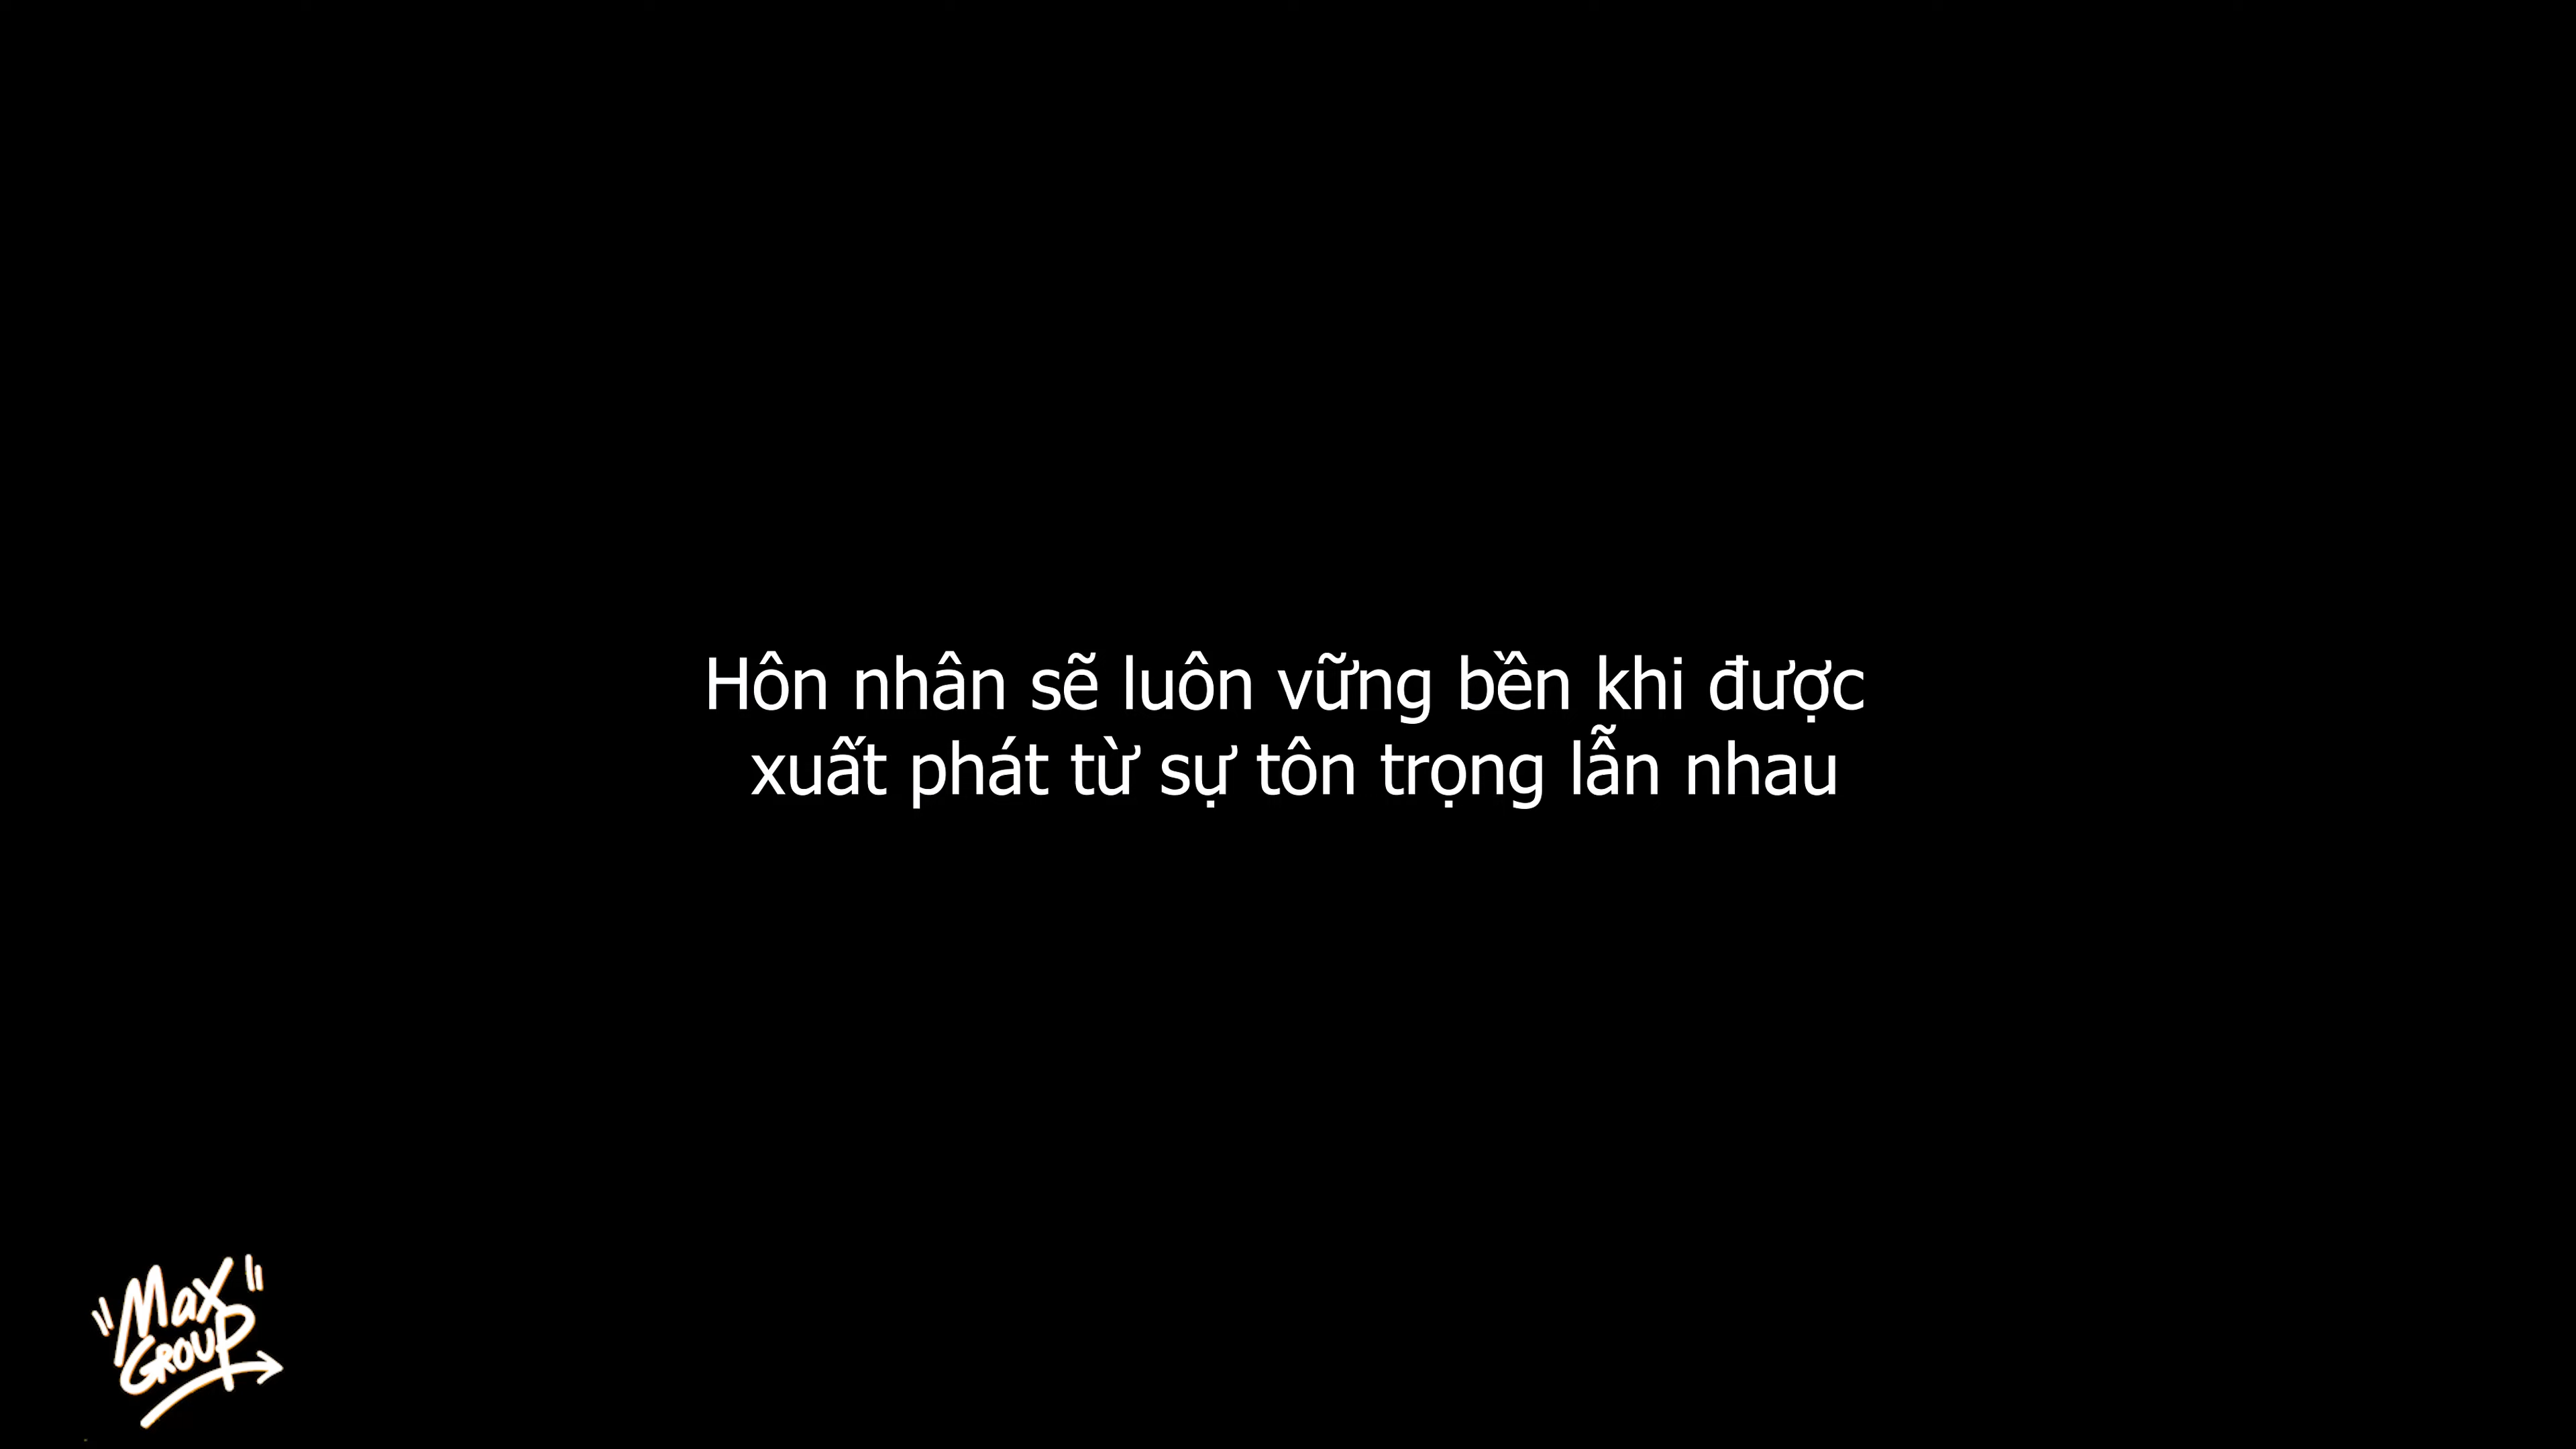 Hôn nhân sẽ luôn vững bền khi được
xuất phát từ sự tôn trọng lẫn nhau
"Max"
GROUP